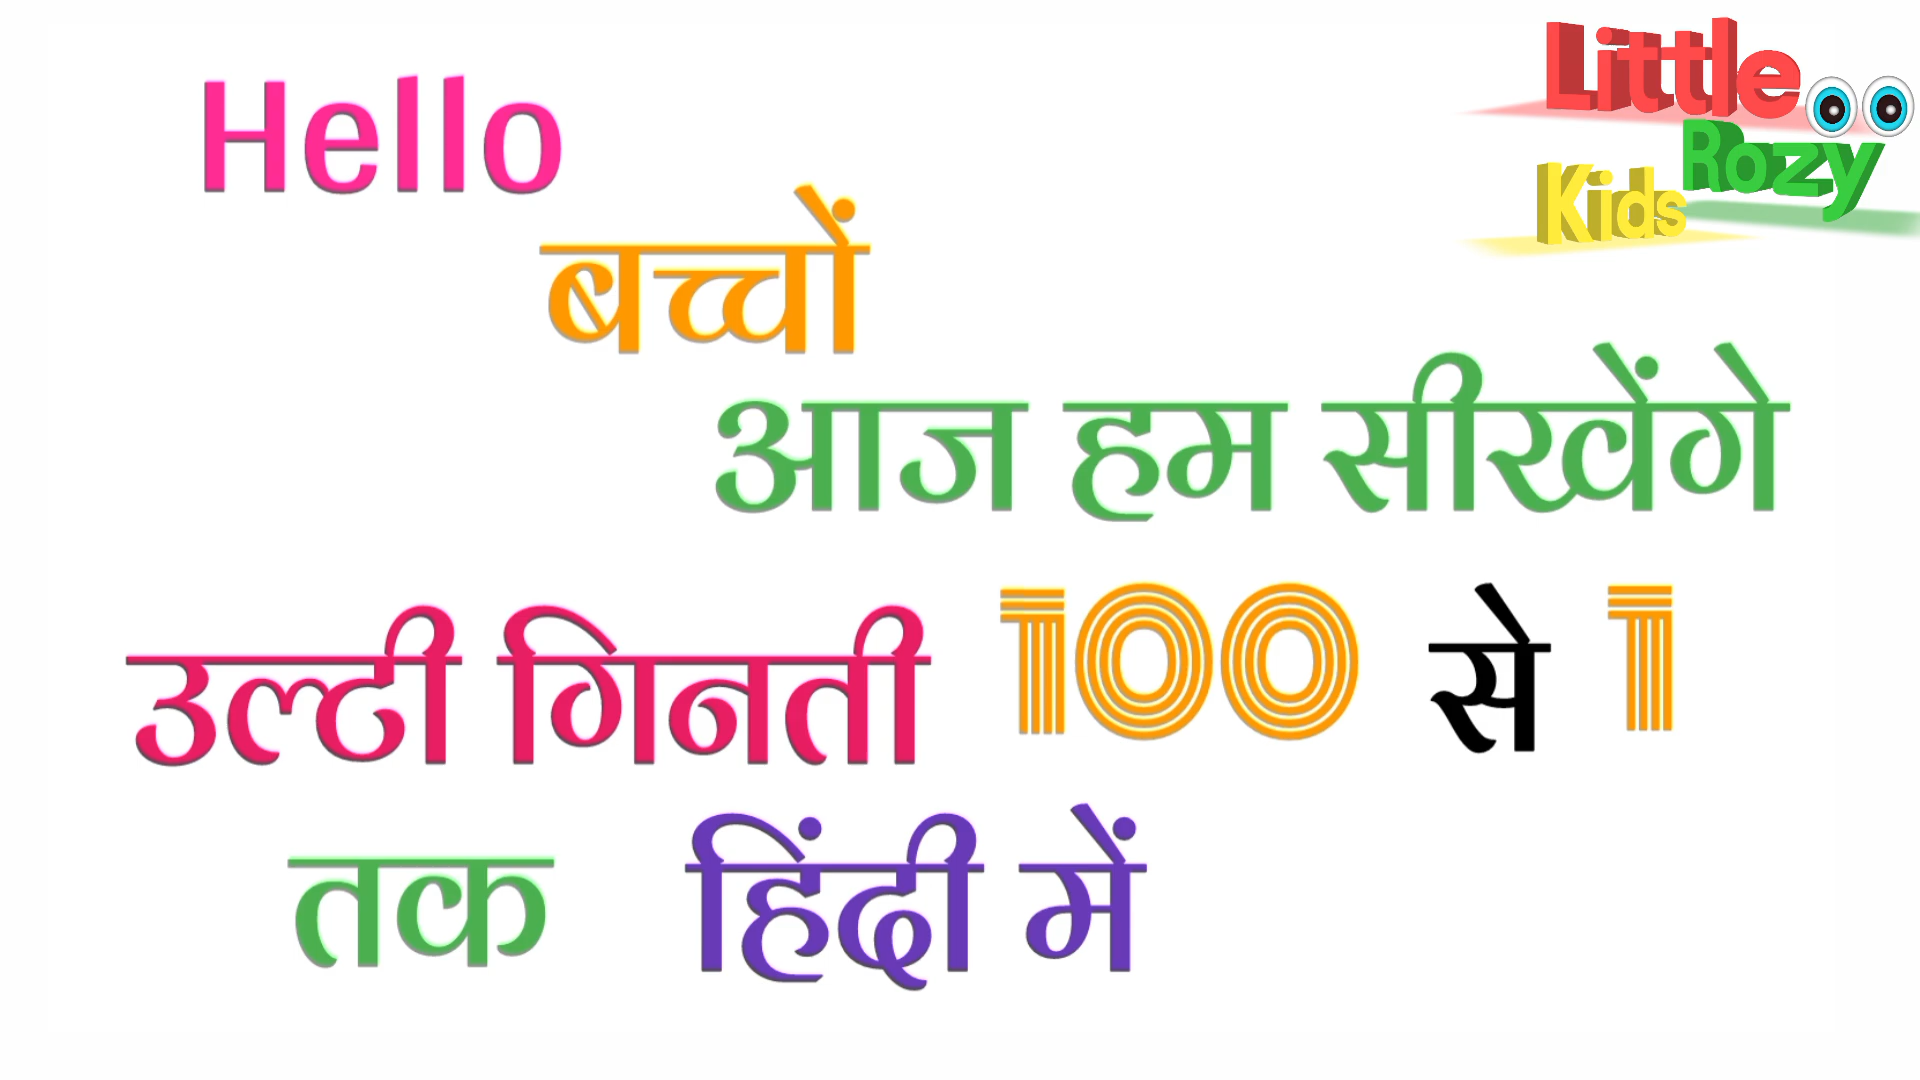 Hello
बच्चों
आज हम सीखेंगे
उल्टी गिनती 100 से 1
तक हिंदी में
Little
Rozy
Kids